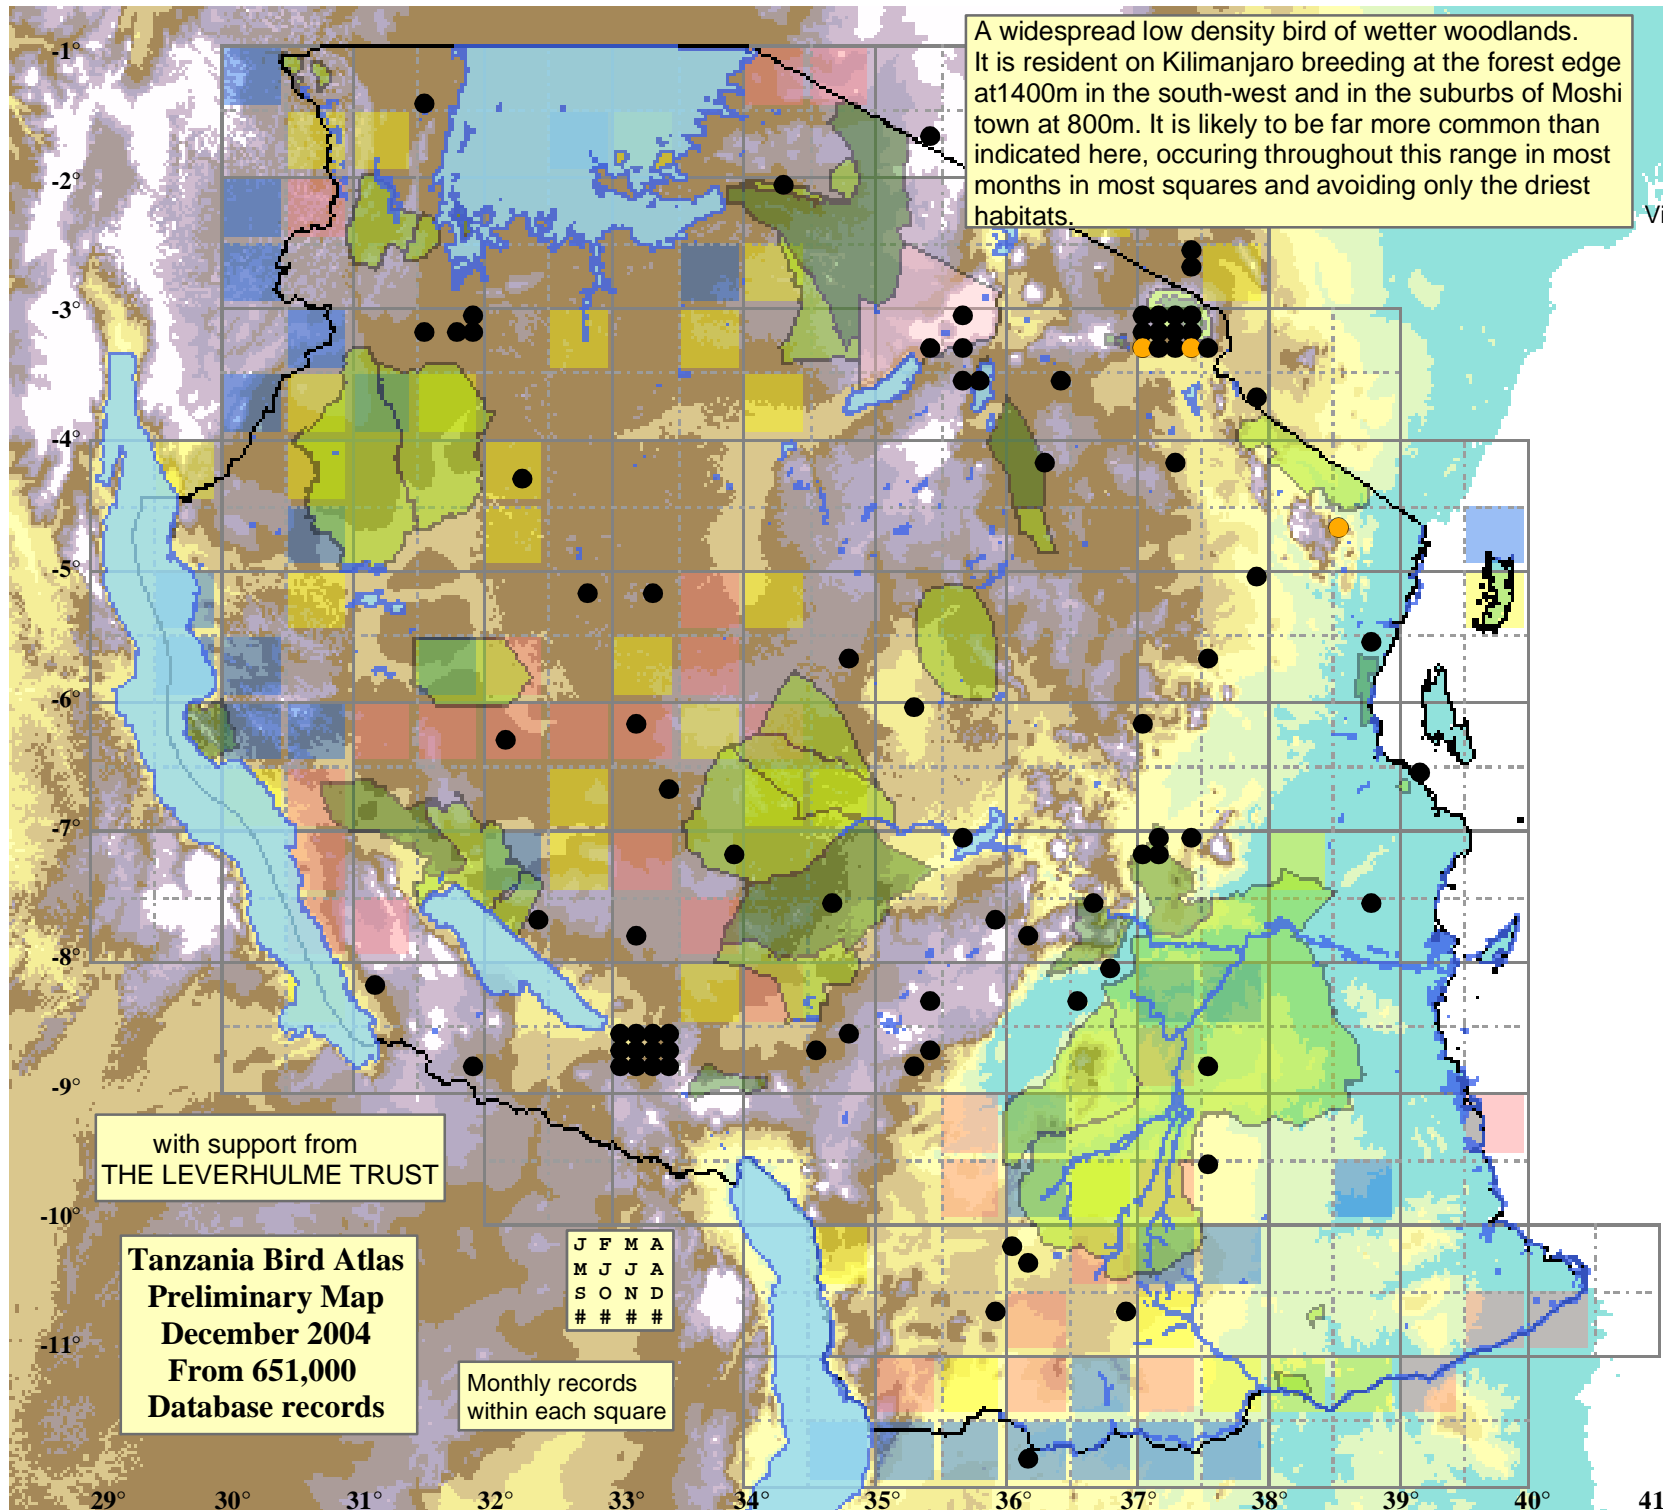 A widespread low density bird of wetter woodlands.
It is resident on Kilimanjaro breeding at the forest edge
at1400m in the south-west and in the suburbs of Moshi
town at 800m. It is likely to be far more common than
indicated here, occuring throughout this range in most
months in most squares and avoiding only the driest
habitats.
Vi
-1°
-2°
-3°
-4°
-5°
-6°
-7°
-8°
-9°
-10°
-11°
with support from
THE LEVERHULME TRUST
Tanzania Bird Atlas
Preliminary Map
December 2004
From 651,000
Database records
J F M A
M J J A
S O N D
# # # #
Monthly records
within each square
29° 30° 31° 32° 33° 34 35 36 37 38 39 40° 41